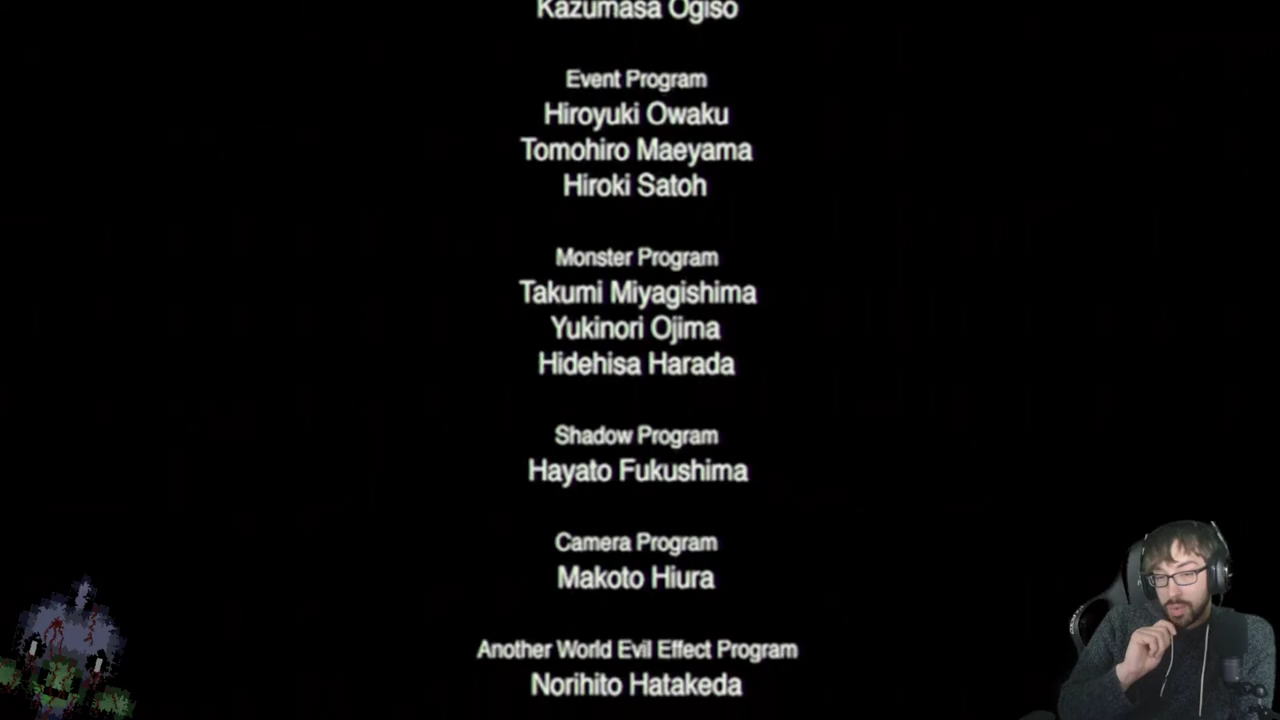 Kazumasa Ogiso
Event Program
Hiroyuki Owaku
Tomohiro Maeyama
Hiroki Satoh
Monster Program
Takumi Miyagishima
Yukinori Ojima
Hidehisa Harada
Shadow Program
Hayato Fukushima
Camera Program
Makoto Hiura
Another World Evil Effect Program
Norihito Hatakeda